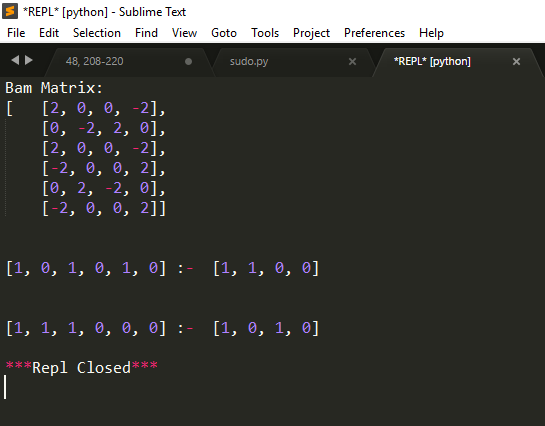 *REPL* [python] - Sublime Text
File Edit Selection Find View Goto Tools Project Preferences Help
48, 208-220 sudo.py *REPL* [python]
Bam Matrix:
[   [2, 0, 0, -2],
    [0, -2, 2, 0],
    [2, 0, 0, -2],
    [-2, 0, 0, 2],
    [0, 2, -2, 0],
    [-2, 0, 0, 2]]
[1, 0, 1, 0, 1, 0] :-  [1, 1, 0, 0]
[1, 1, 1, 0, 0, 0] :-  [1, 0, 1, 0]
***Repl Closed***